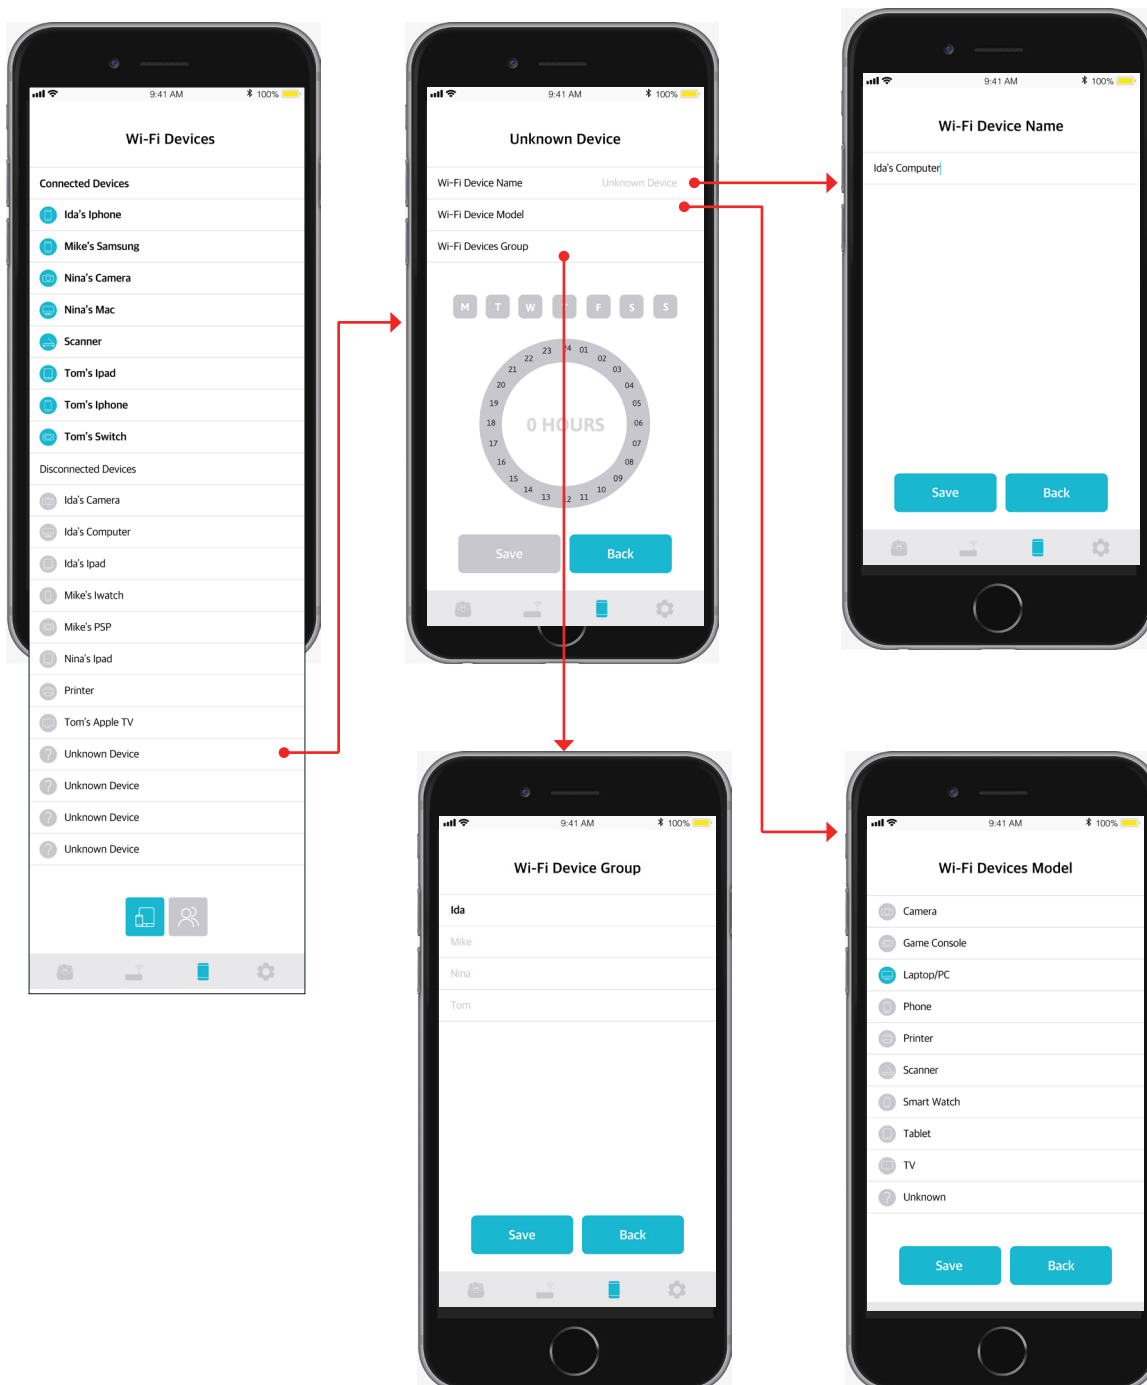 9:41 AM 100%
Wi-Fi Devices
Connected Devices
Ida's Iphone
Mike's Samsung
Nina's Camera
Nina's Mac
Scanner
Tom's Ipad
Tom's Iphone
Tom's Switch
Disconnected Devices
Ida's Camera
Ida's Computer
Ida's Ipad
Mike's Iwatch
Mike's PSP
Nina's Ipad
Printer
Tom's Apple TV
Unknown Device
Unknown Device
Unknown Device
Unknown Device
9:41 AM 100%
Unknown Device
Wi-Fi Device Name Unknown Device
Wi-Fi Device Model
Wi-Fi Devices Group
M T W T F S S
24 01 02 03 04 05 06 07 08 09 10 11 12 13 14 15 16 17 18 19 20 21 22 23
0 HOURS
Save Back
9:41 AM 100%
Wi-Fi Device Name
Ida's Computer
Save Back
9:41 AM 100%
Wi-Fi Device Group
Ida
Mike
Nina
Tom
Save Back
9:41 AM 100%
Wi-Fi Devices Model
Camera
Game Console
Laptop/PC
Phone
Printer
Scanner
Smart Watch
Tablet
TV
Unknown
Save Back